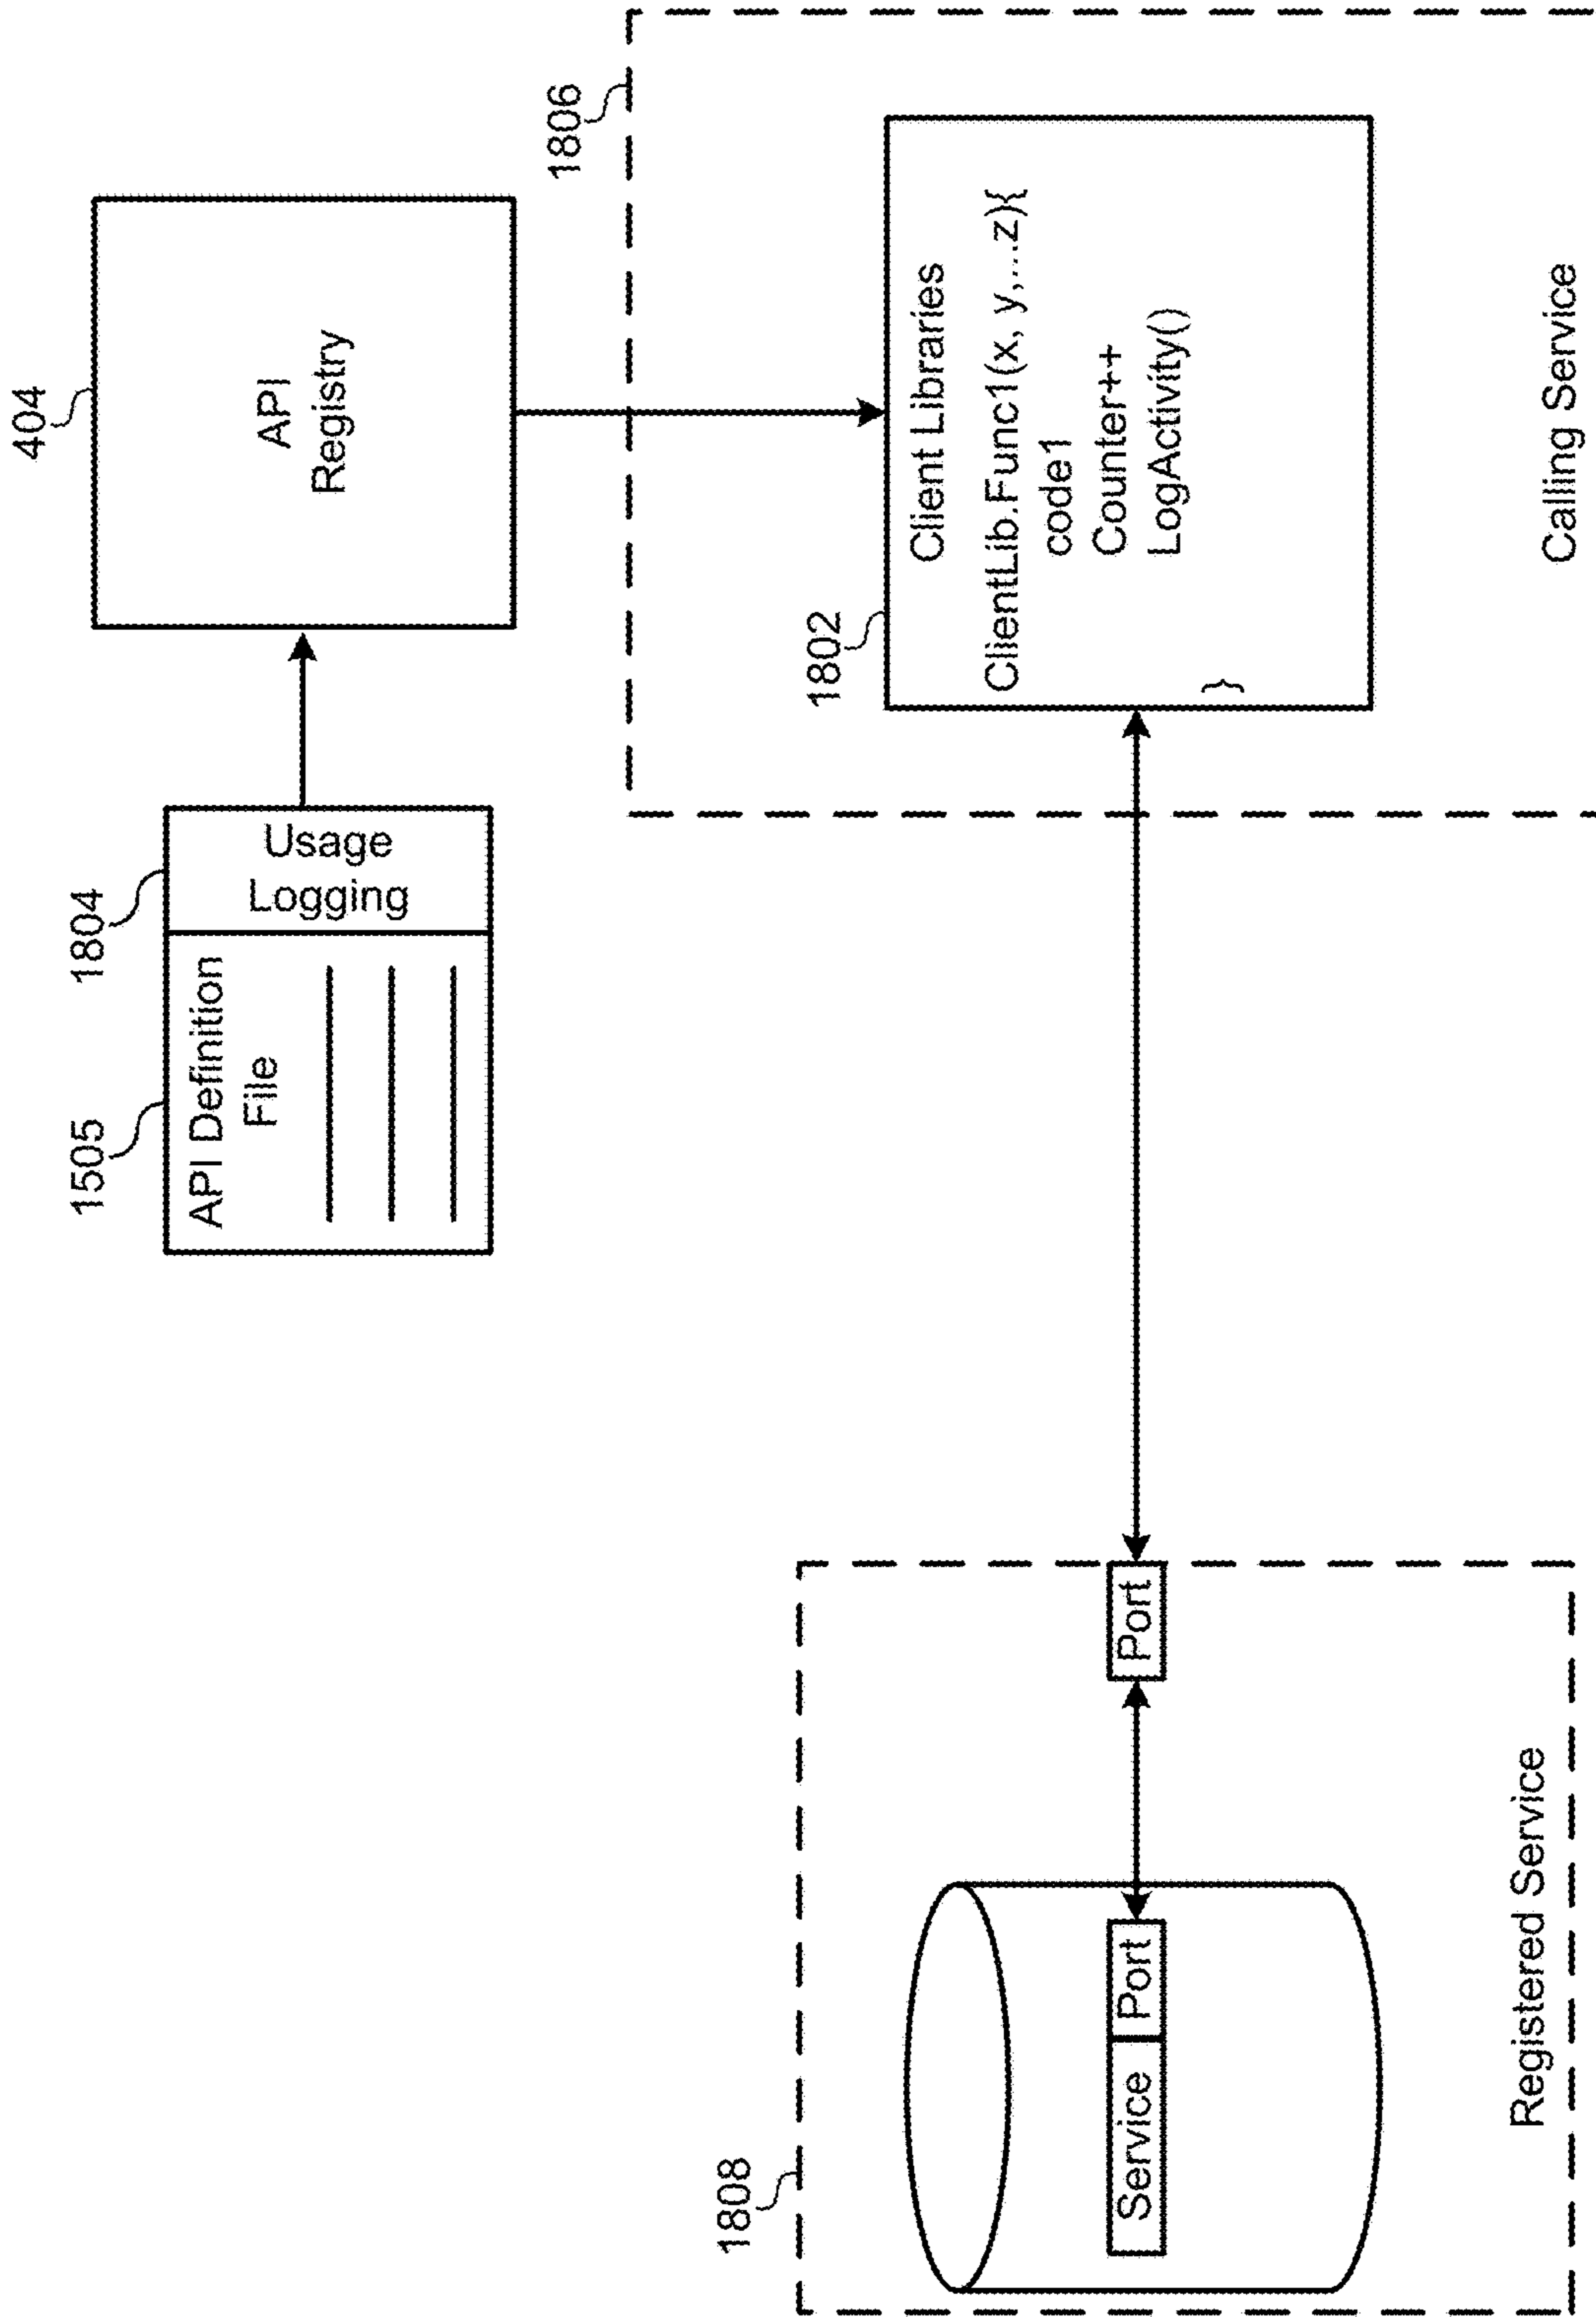 1505
1804
404
API Definition
File
Usage
Logging
API
Registry
1806
1802
Client Libraries
ClientLib.Func1(x, y,...z){
code1
Counter++
LogActivity()
}
Calling Service
1808
Service
Port
Port
Registered Service